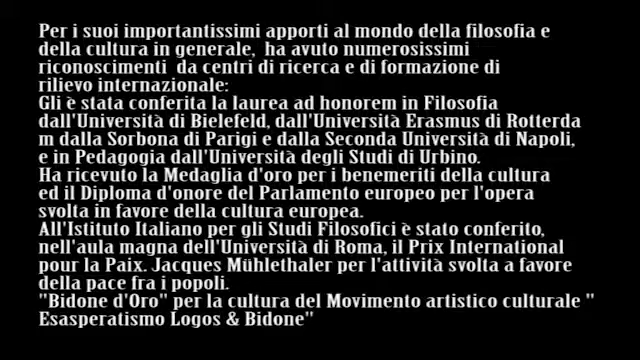 Per i suoi importantissimi apporti al mondo della filosofia e
della cultura in generale,  ha avuto numerosissimi
riconoscimenti  da centri di ricerca e di formazione di
rilievo internazionale:
Gli è stata conferita la laurea ad honorem in Filosofia
dall'Università di Bielefeld, dall'Università Erasmus di Rotterda
m dalla Sorbona di Parigi e dalla Seconda Università di Napoli,
e in Pedagogia dall'Università degli Studi di Urbino.
Ha ricevuto la Medaglia d'oro per i benemeriti della cultura
ed il Diploma d'onore del Parlamento europeo per l'opera
svolta in favore della cultura europea.
All'Istituto Italiano per gli Studi Filosofici è stato conferito,
nell'aula magna dell'Università di Roma, il Prix International
pour la Paix. Jacques Mühlethaler per l'attività svolta a favore
della pace fra i popoli.
"Bidone d'Oro" per la cultura del Movimento artistico culturale "
Esasperatismo Logos & Bidone"